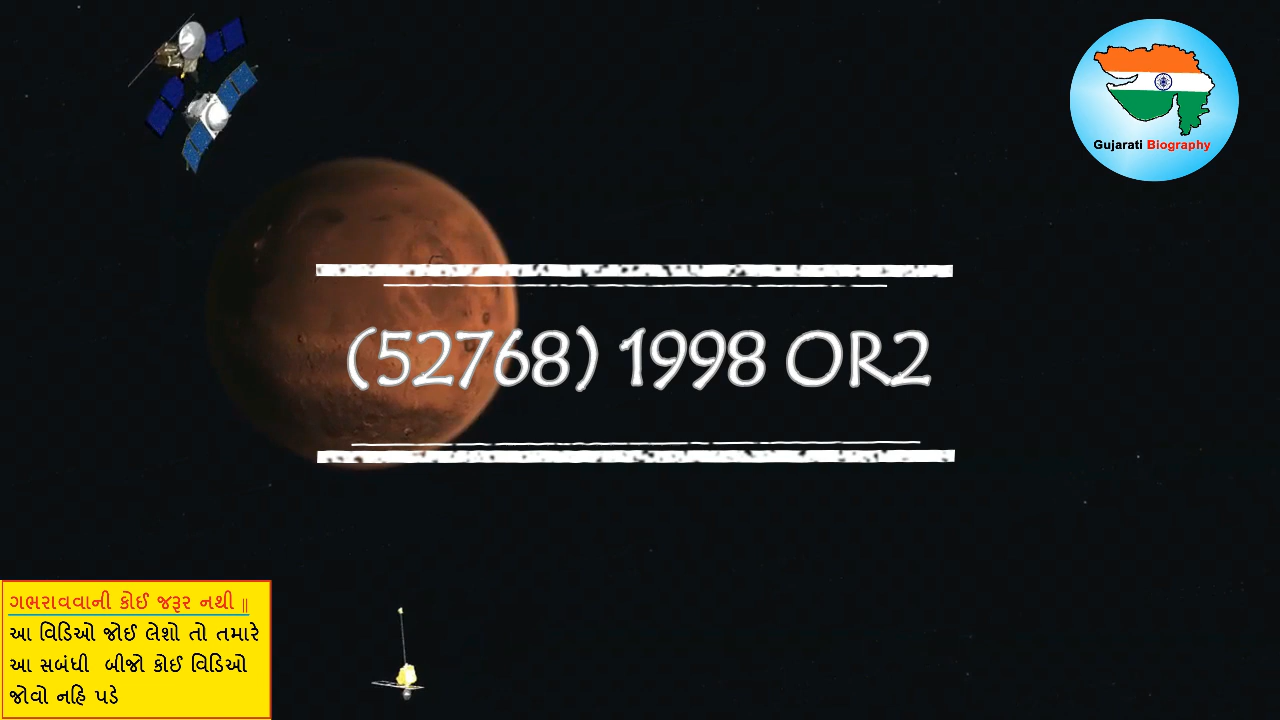 Gujarati Biography
(52768) 1998 OR2
ગભરાવવાની કોઈ જરૂર નથી ||
આ વિડિઓ જોઈ લેશો તો તમારે
આ સબંધી બીજો કોઈ વિડિઓ
જોવો નહિ પડે